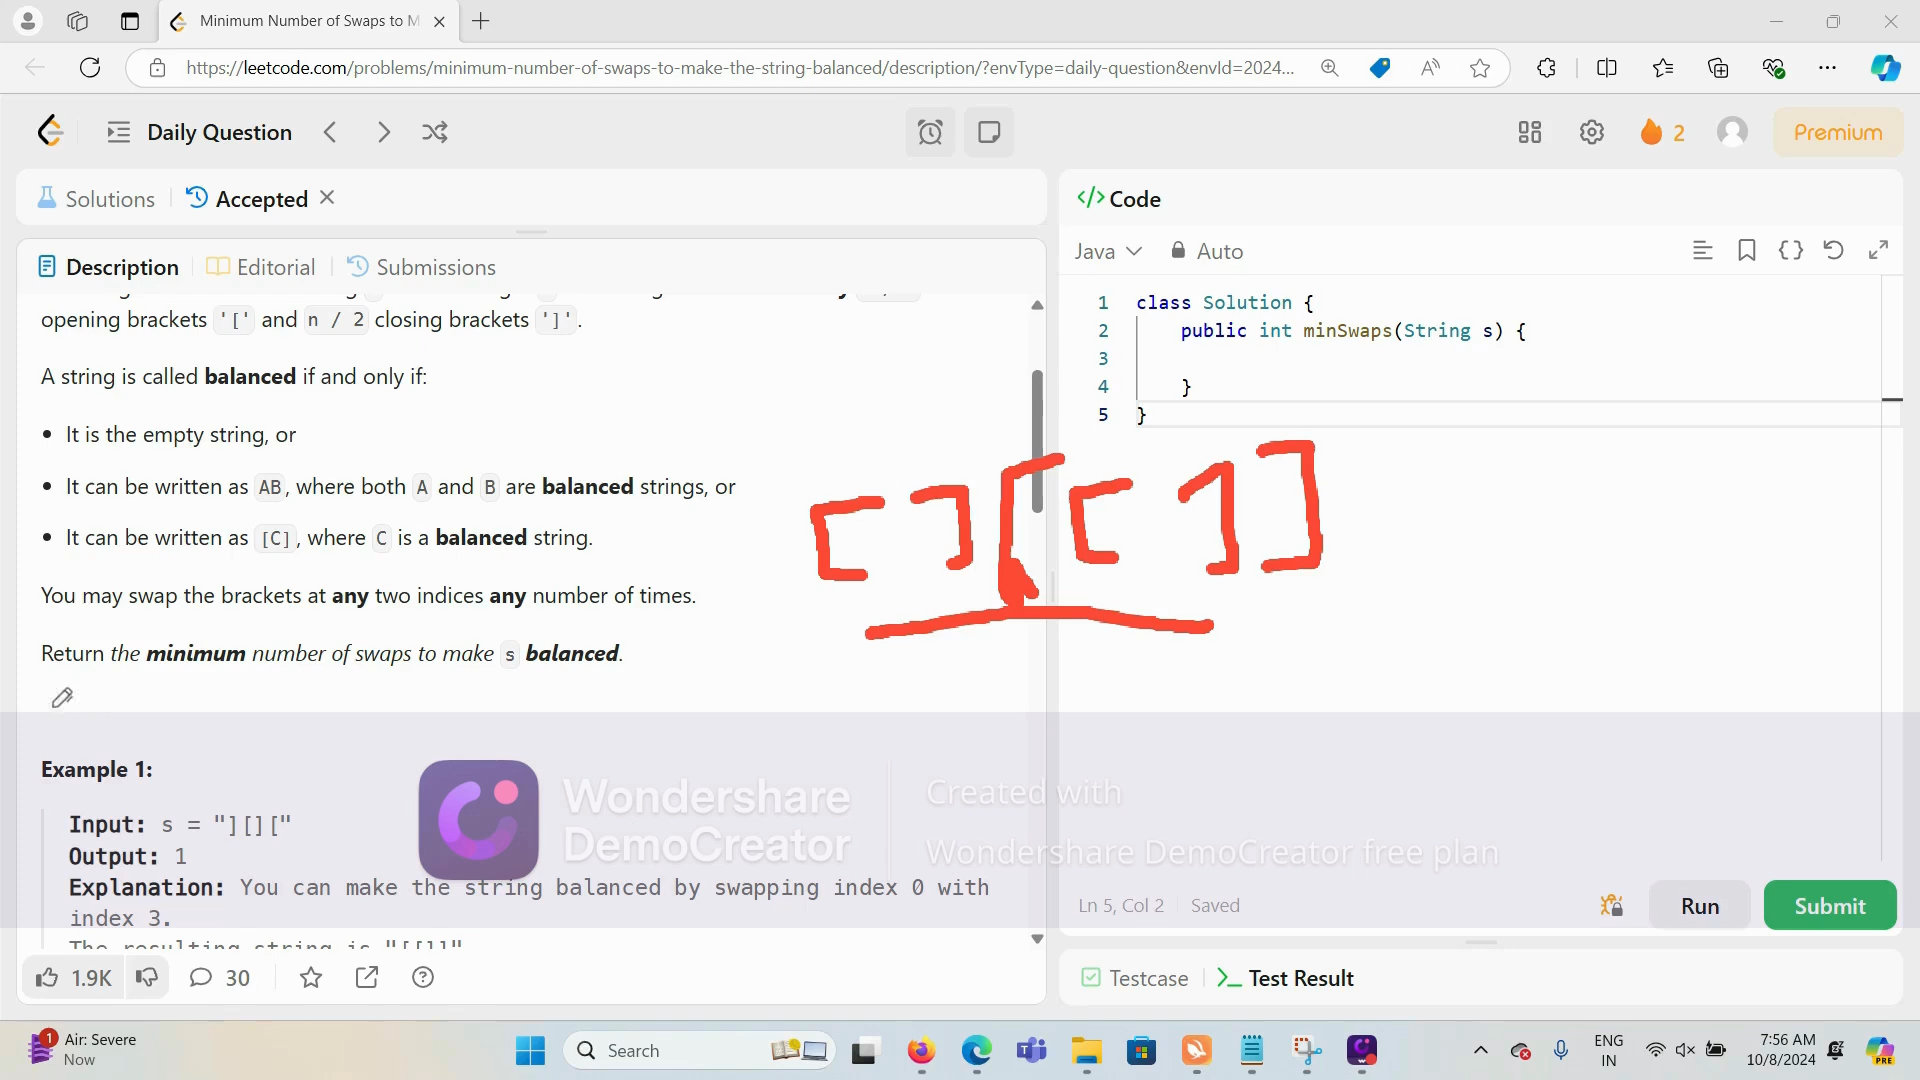 Minimum Number of Swaps to M
https://leetcode.com/problems/minimum-number-of-swaps-to-make-the-string-balanced/description/?envType=daily-question&envId=2024...
Daily Question
2
Premium
Solutions
Accepted
Description
Editorial
Submissions
opening brackets '[' and n / 2 closing brackets ']'.
A string is called balanced if and only if:
• It is the empty string, or
• It can be written as AB, where both A and B are balanced strings, or
• It can be written as [C], where C is a balanced string.
You may swap the brackets at any two indices any number of times.
Return the minimum number of swaps to make s balanced.
Example 1:
Input: s = "][]["
Output: 1
Explanation: You can make the string balanced by swapping index 0 with
index 3.
The resulting string is "[[]]"
1.9K
30
Code
Java
Auto
1 class Solution {
2 public int minSwaps(String s) {
3
4 }
5 }
[ ] [ [ ] ]
Wondershare
DemoCreator
Created with
Wondershare DemoCreator free plan
Ln 5, Col 2
Saved
Run
Submit
Testcase
Test Result
1
Air: Severe
Now
Search
ENG
IN
7:56 AM
10/8/2024
PRE